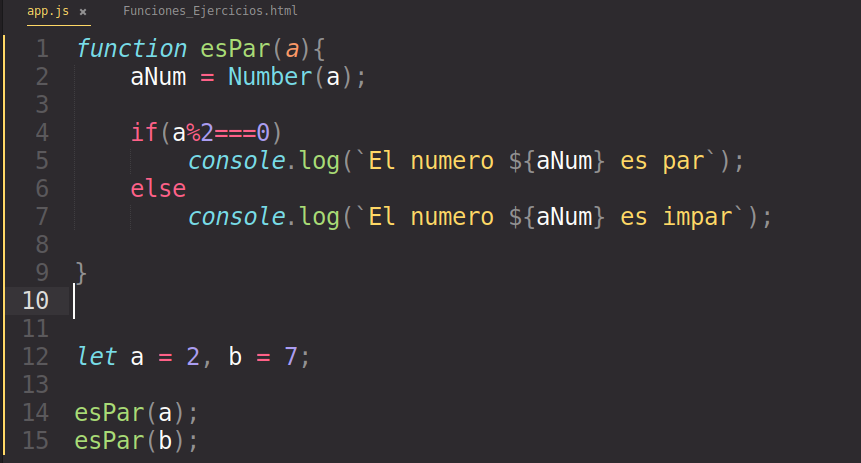 app.js × Funciones_Ejercicios.html
1 function esPar(a){
2 aNum = Number(a);
3
4 if(a%2===0)
5 console.log(`El numero ${aNum} es par`);
6 else
7 console.log(`El numero ${aNum} es impar`);
8
9 }
10
11
12 let a = 2, b = 7;
13
14 esPar(a);
15 esPar(b);